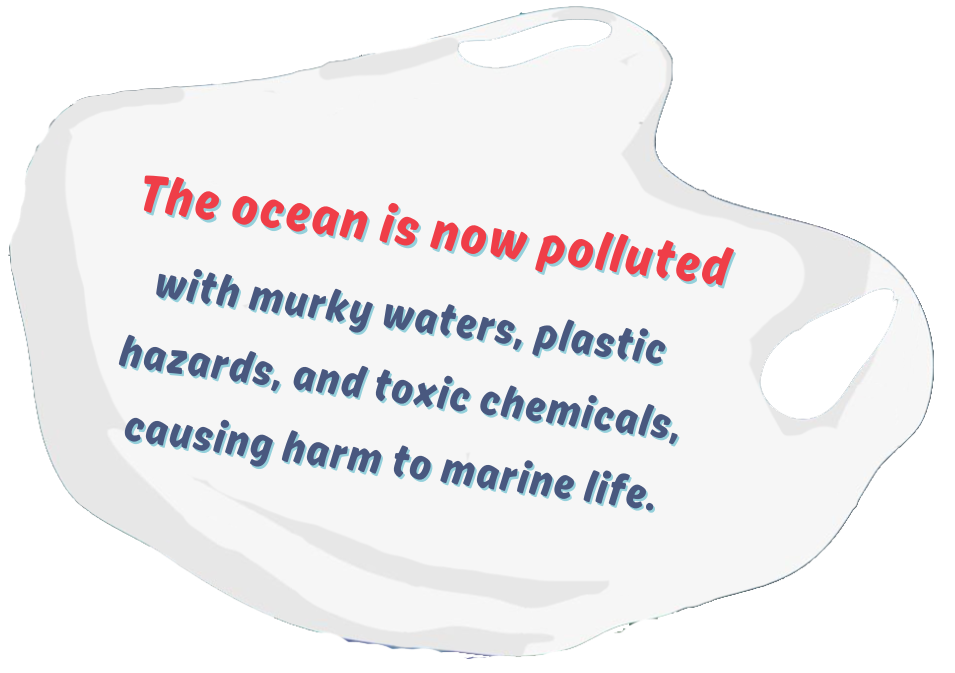 The ocean is now polluted
with murky waters, plastic
hazards, and toxic chemicals,
causing harm to marine life.